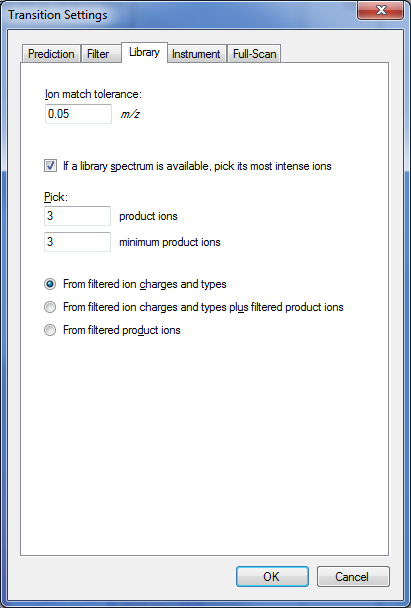 Transition Settings
Prediction Filter Library Instrument Full-Scan
Ion match tolerance:
0.05 m/z
If a library spectrum is available, pick its most intense ions
Pick:
3 product ions
3 minimum product ions
From filtered ion charges and types
From filtered ion charges and types plus filtered product ions
From filtered product ions
OK Cancel